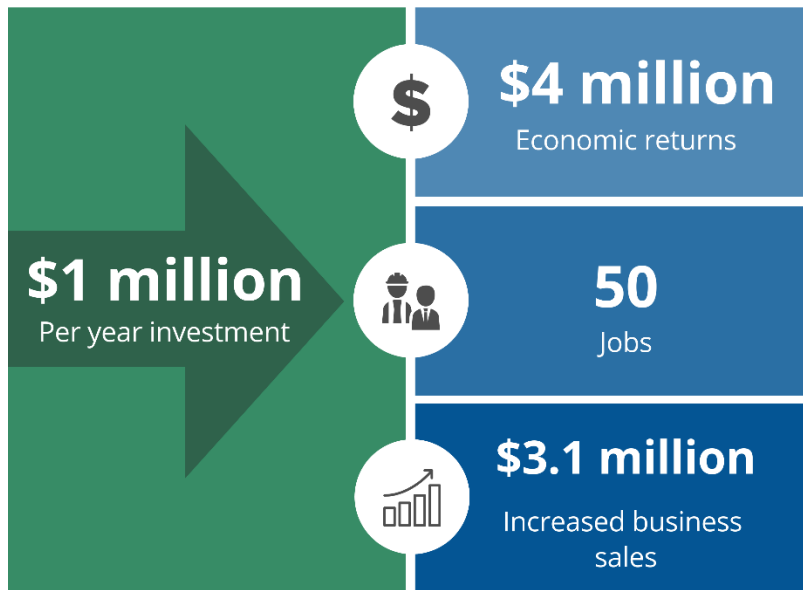 $1 million
Per year investment
$
$4 million
Economic returns
50
Jobs
$3.1 million
Increased business
sales